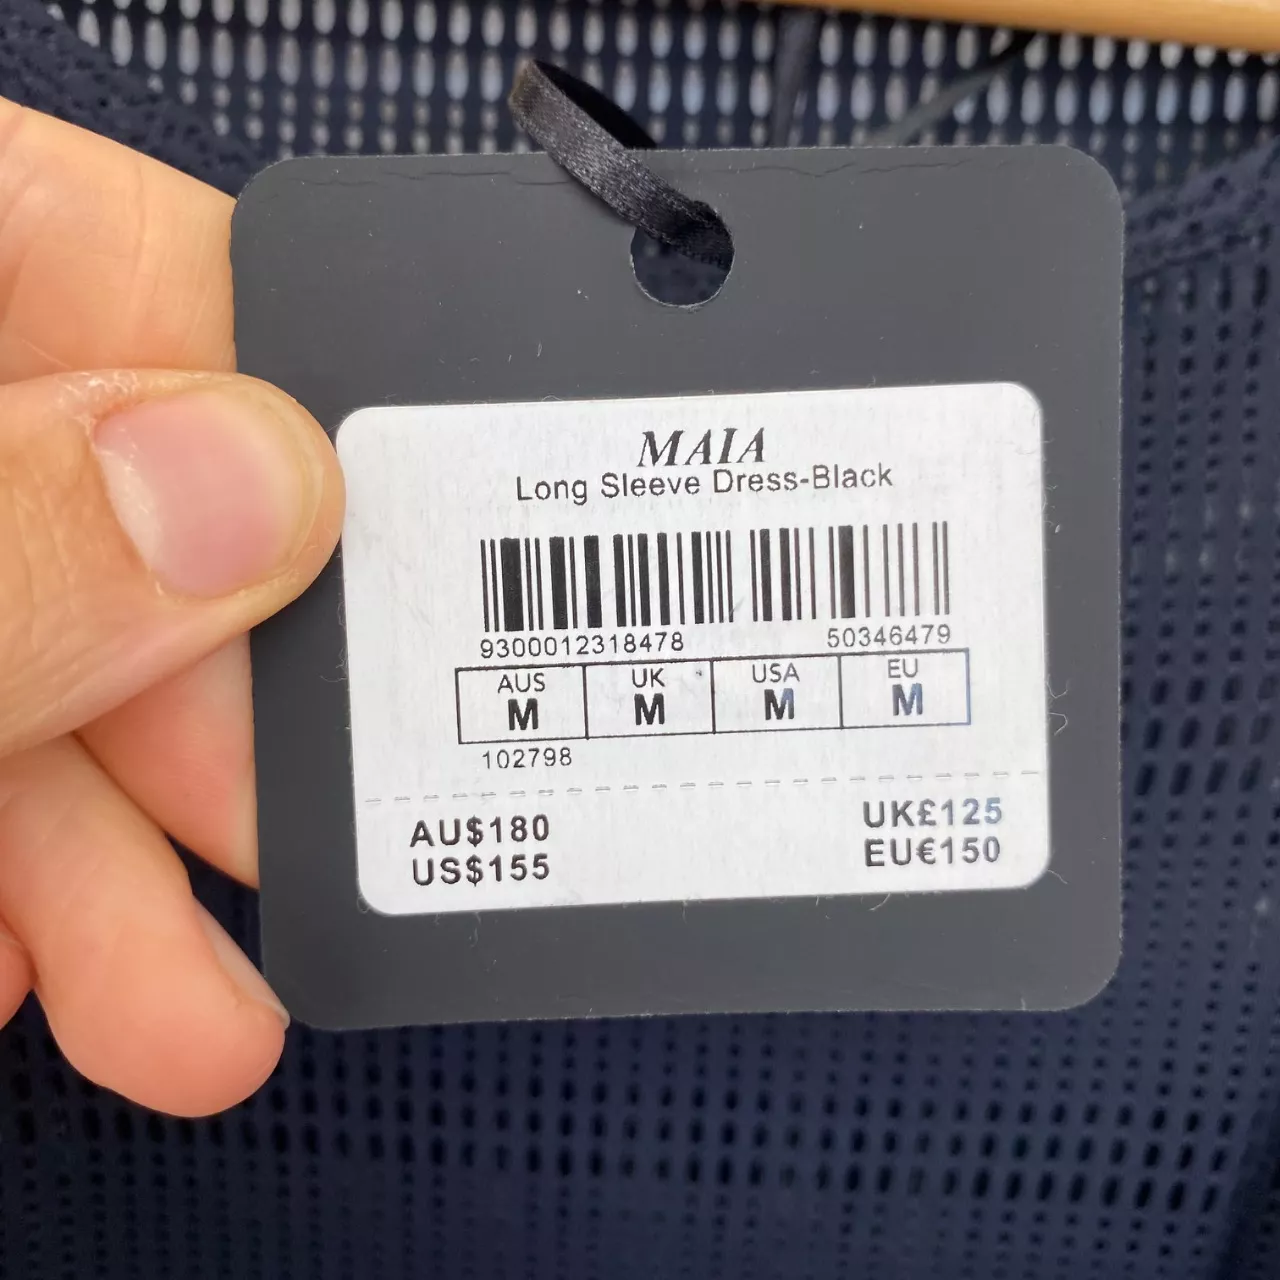 MAIA
Long Sleeve Dress-Black
9300012318478 50346479
AUS UK USA EU
M M M M
102798
AU$180 UK£125
US$155 EU€150